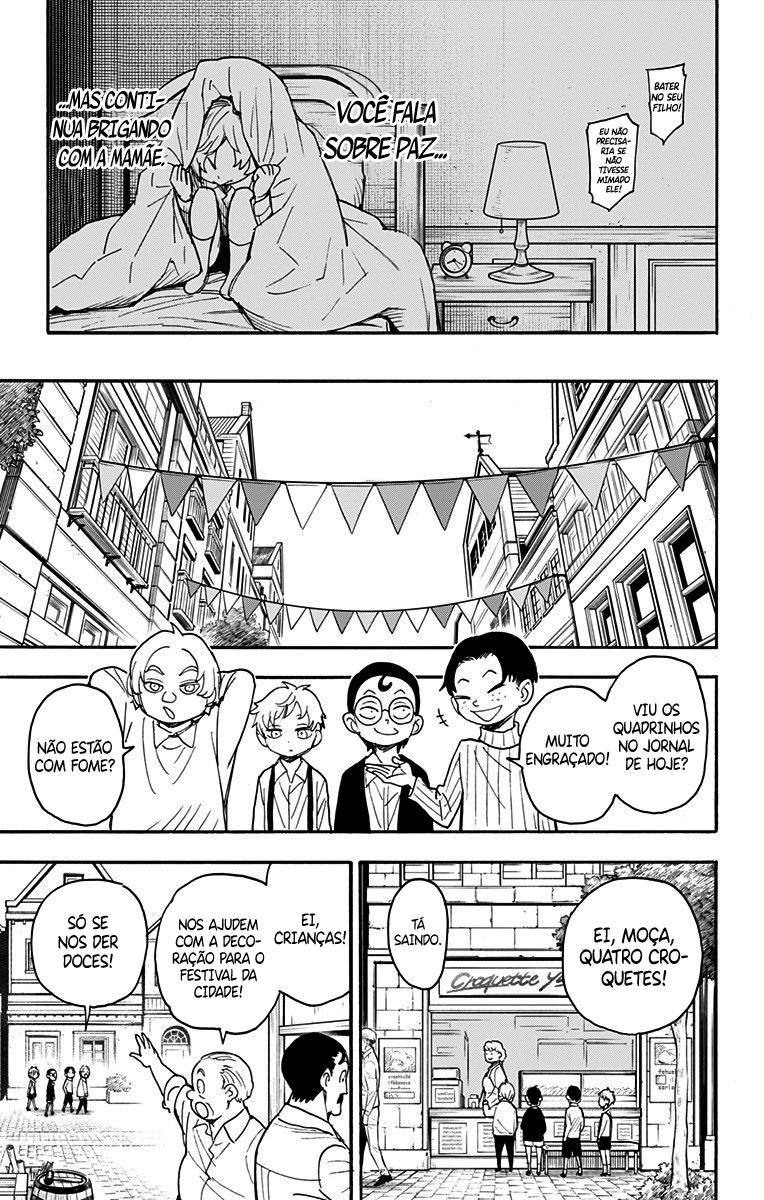 BATER
NO SEU
FILHO!
EU NÃO
PRECISA-
RIA SE
NÃO
TIVESSE
MIMADO
ELE!
VOCÊ FALA
SOBRE PAZ...
...MAS CONTI-
NUA BRIGANDO
COM A MAMÃE.
VIU OS
QUADRINHOS
NO JORNAL
DE HOJE?
MUITO
ENGRAÇADO!
NÃO ESTÃO
COM FOME?
EI, MOÇA,
QUATRO CRO-
QUETES!
TÁ
SAINDO.
Croquette
EI,
CRIANÇAS!
NOS AJUDEM
COM A DECO-
RAÇÃO PARA O
FESTIVAL DA
CIDADE!
SÓ SE
NOS DER
DOCES!